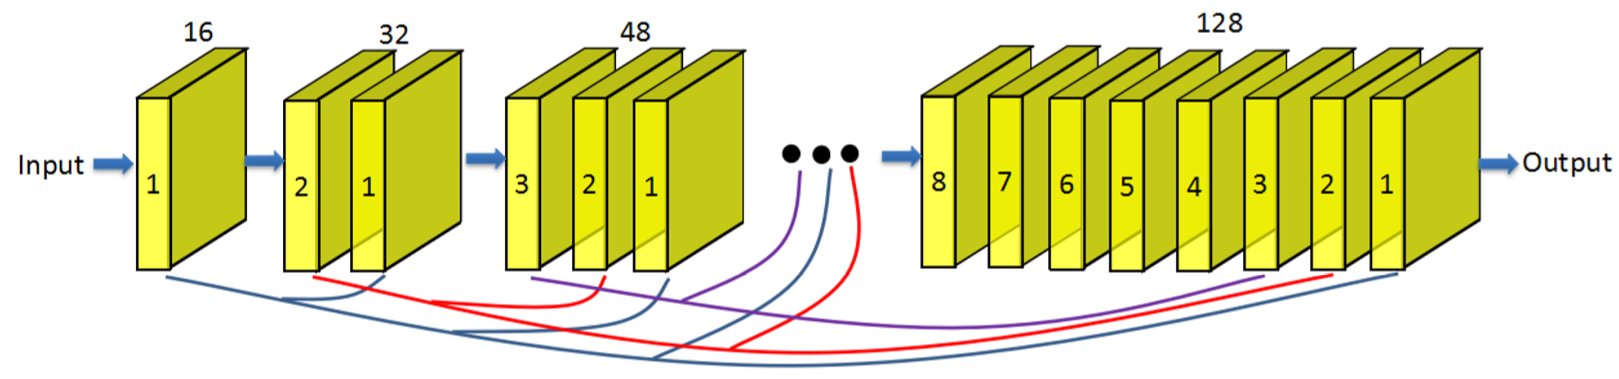 16 32 48 128
Input 1 2 1 3 2 1 8 7 6 5 4 3 2 1 Output